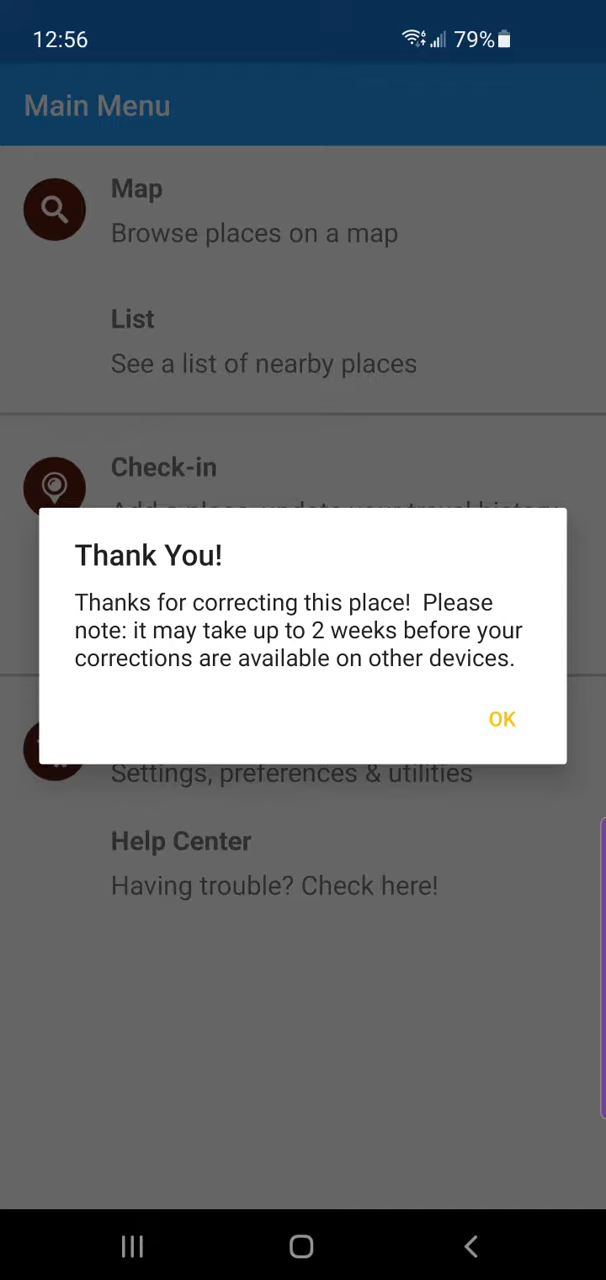 12:56
79%
Main Menu
Map
Browse places on a map
List
See a list of nearby places
Check-in
Thank You!
Thanks for correcting this place!  Please
note: it may take up to 2 weeks before your
corrections are available on other devices.
OK
Settings, preferences & utilities
Help Center
Having trouble? Check here!